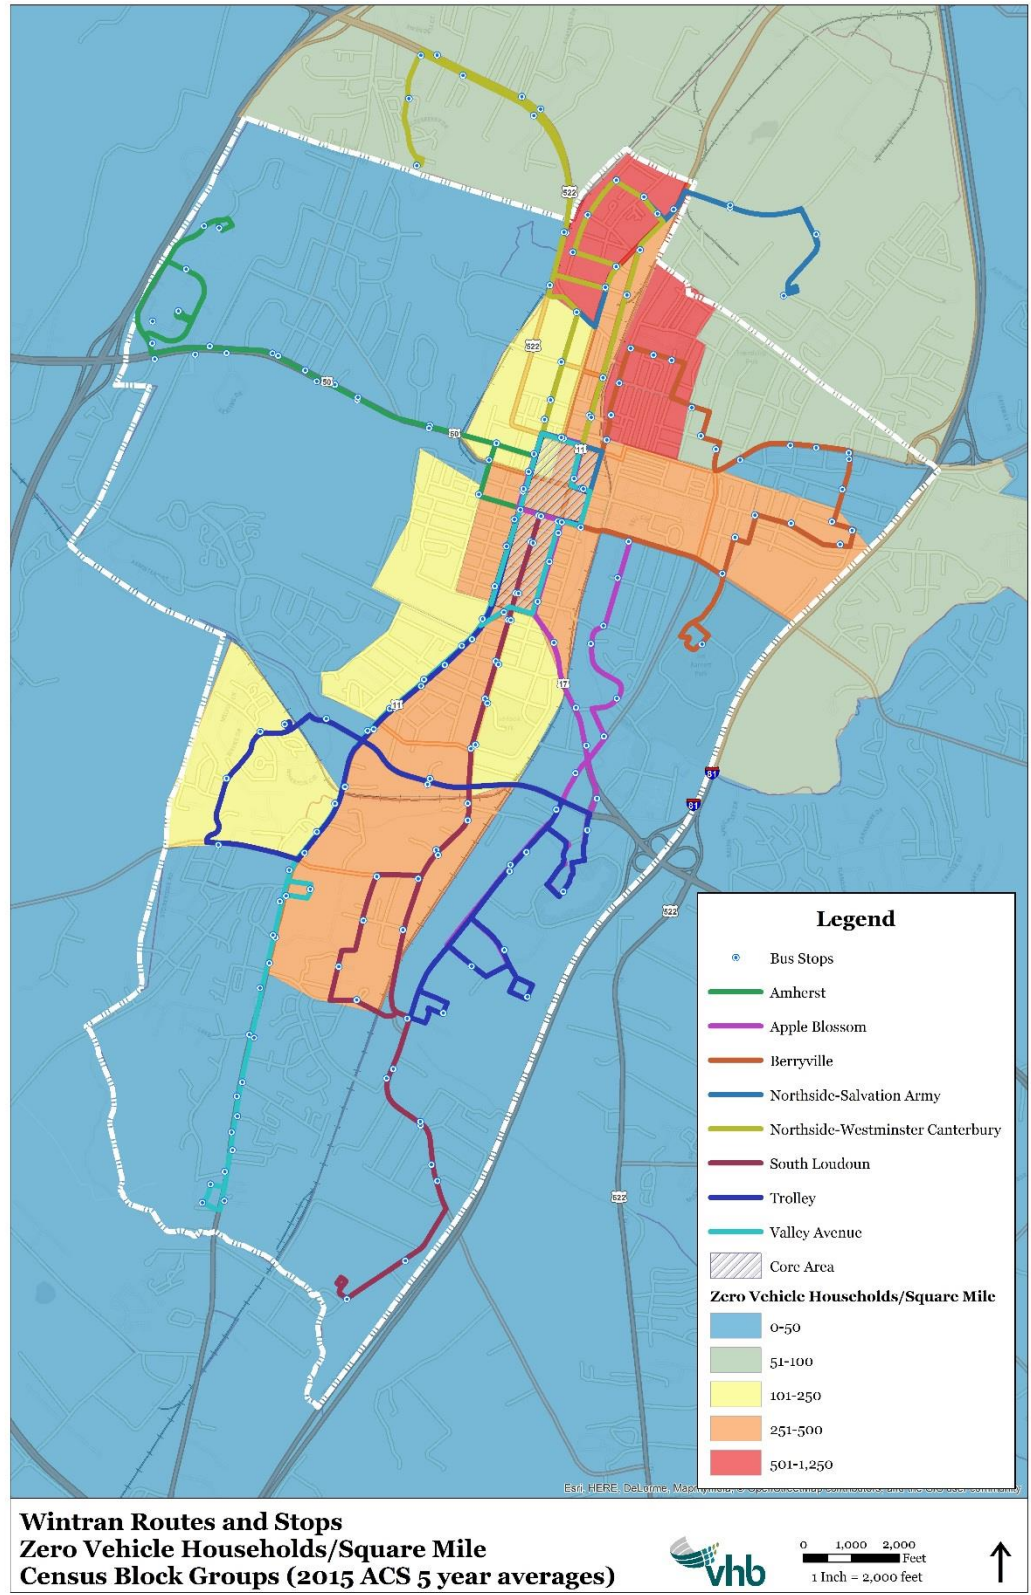 522
522
50
50
11
11
17
81
81
522
522
Legend
Bus Stops
Amherst
Apple Blossom
Berryville
Northside-Salvation Army
Northside-Westminster Canterbury
South Loudoun
Trolley
Valley Avenue
Core Area
Zero Vehicle Households/Square Mile
0-50
51-100
101-250
251-500
501-1,250
Esri, HERE, DeLorme,
Wintran Routes and Stops
Zero Vehicle Households/Square Mile
Census Block Groups (2015 ACS 5 year averages)
vhb
0 1,000 2,000
Feet
1 Inch = 2,000 feet